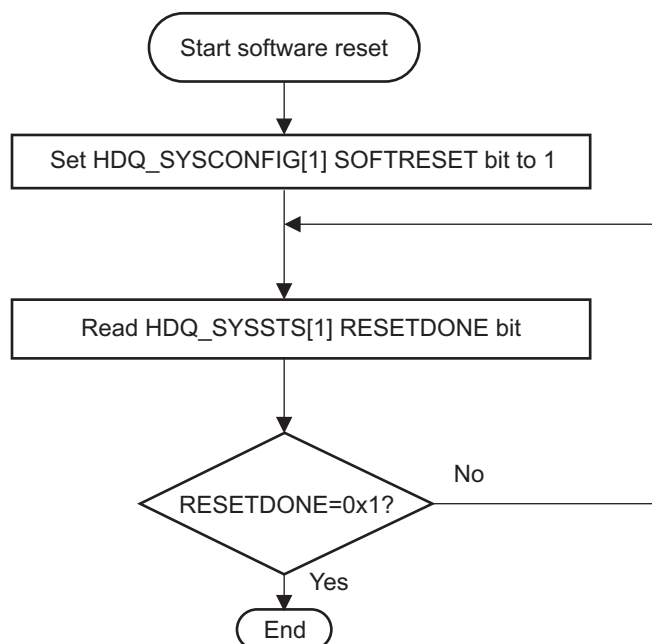 Start software reset
Set HDQ_SYSCONFIG[1] SOFTRESET bit to 1
Read HDQ_SYSSTS[1] RESETDONE bit
No
RESETDONE=0x1?
Yes
End